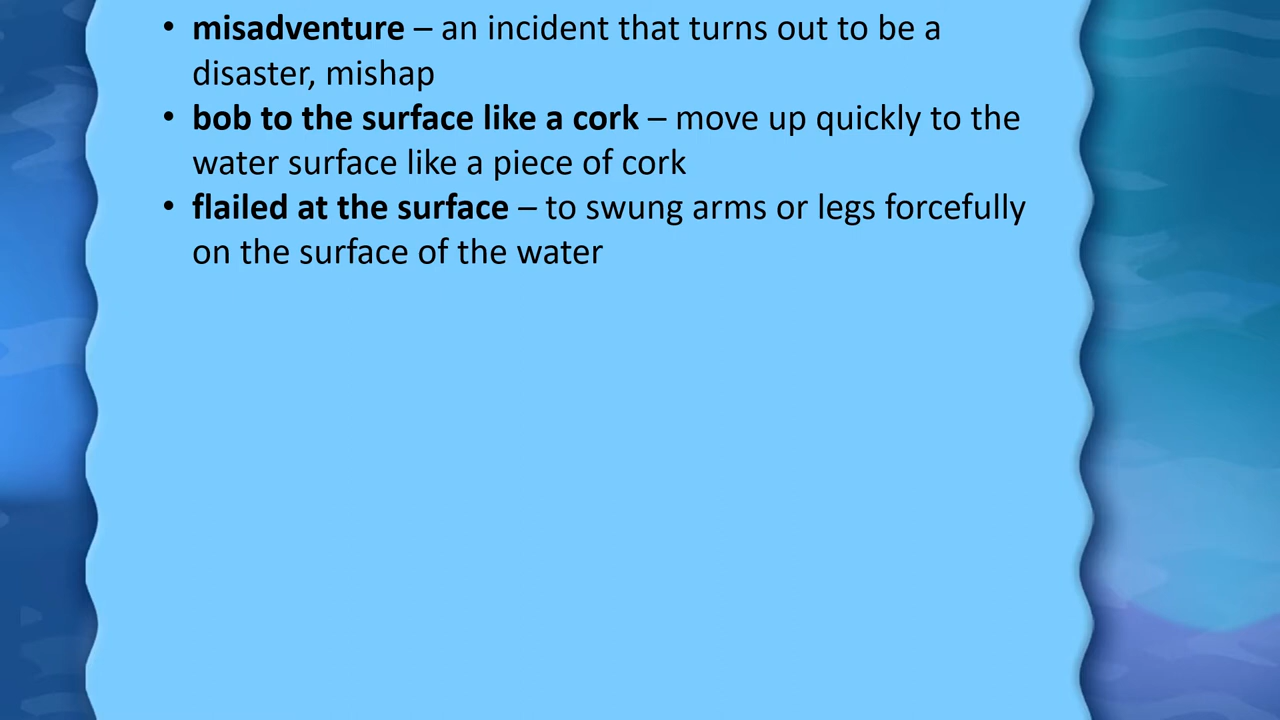 • misadventure – an incident that turns out to be a
disaster, mishap
• bob to the surface like a cork – move up quickly to the
water surface like a piece of cork
• flailed at the surface – to swung arms or legs forcefully
on the surface of the water